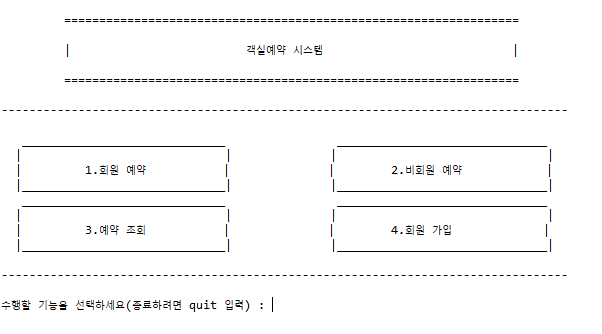 객실예약 시스템
1.회원 예약 2.비회원 예약
3.예약 조회 4.회원 가입
수행할 기능을 선택하세요(종료하려면 quit 입력) :